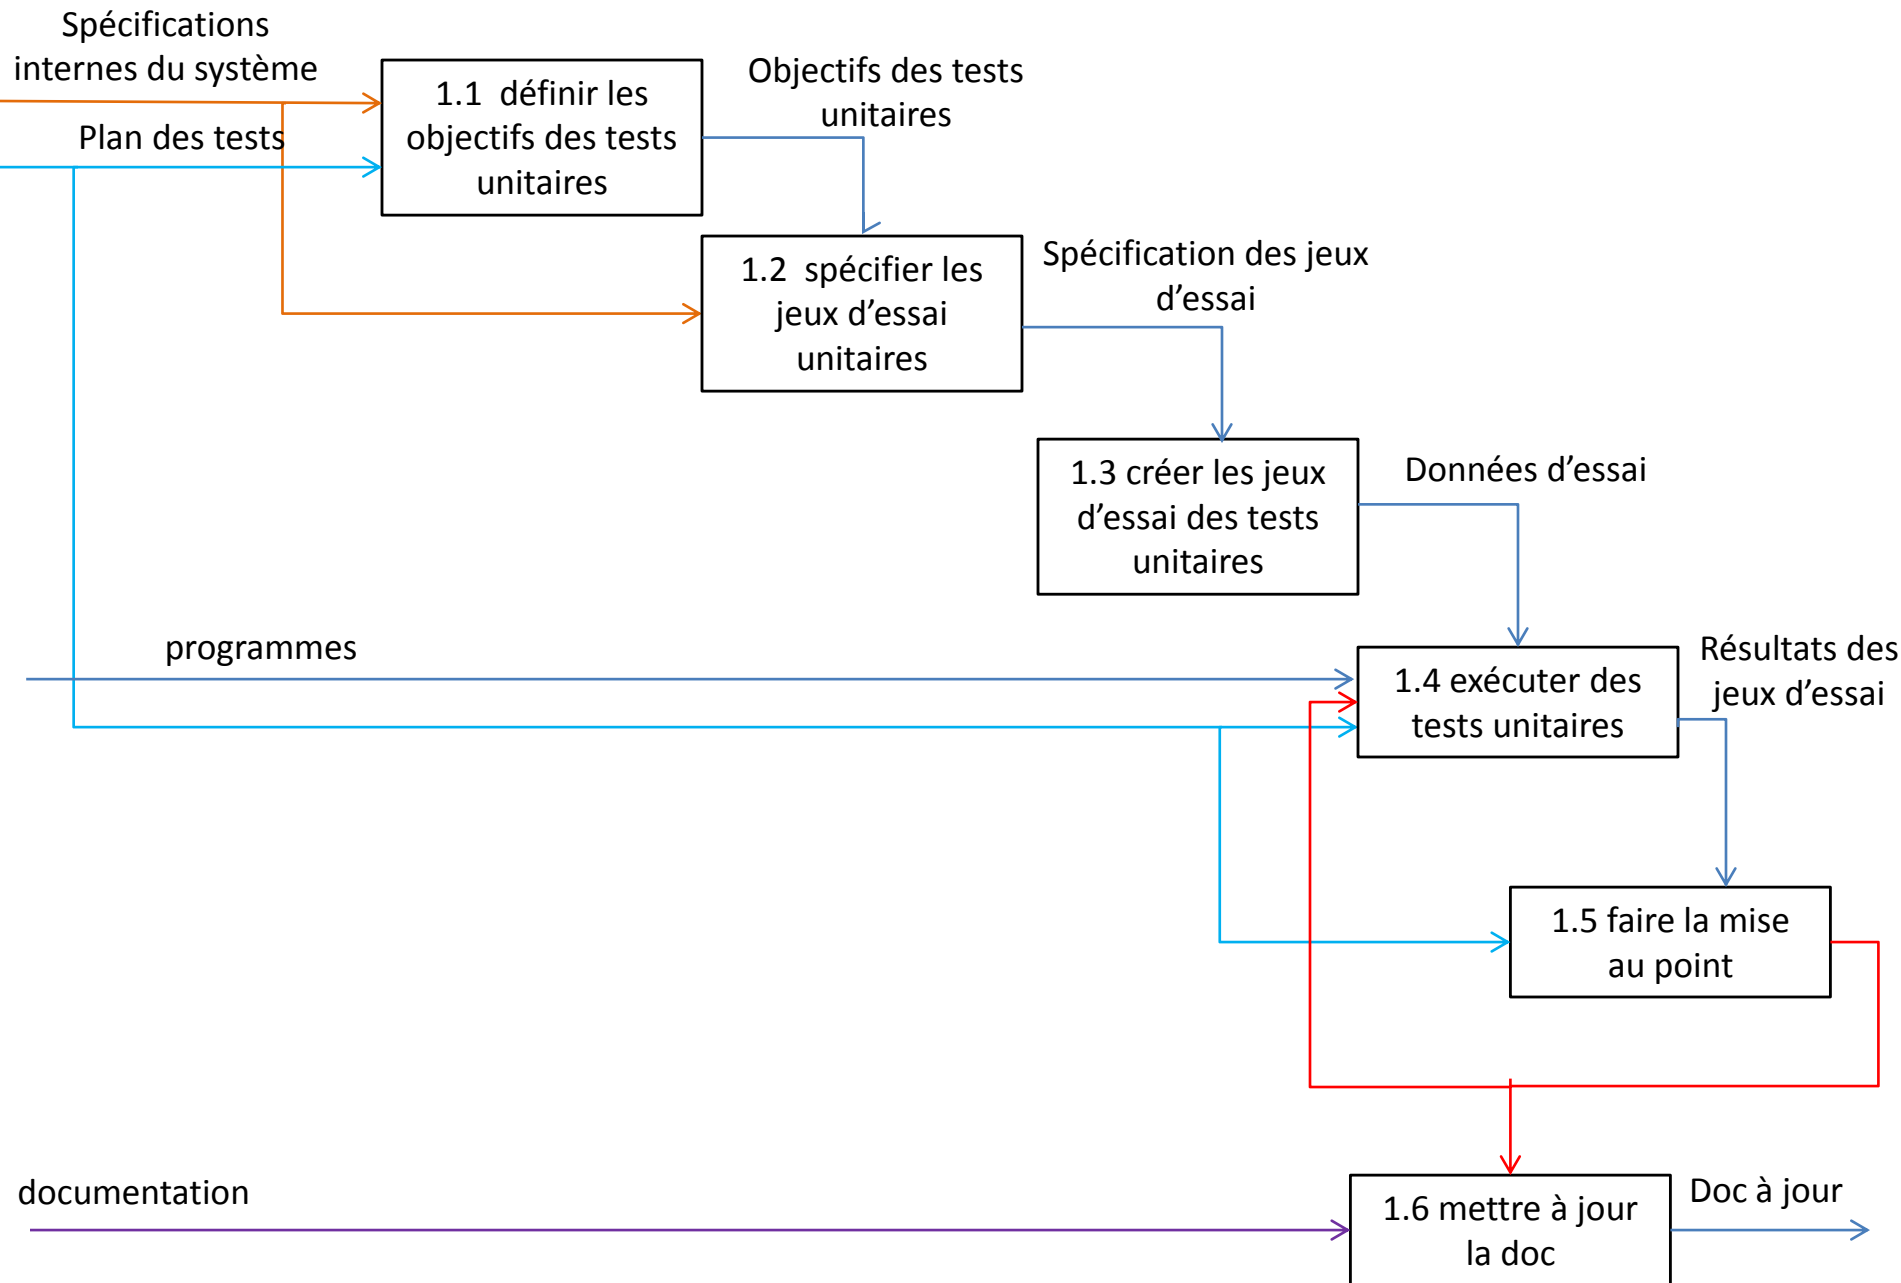 Spécifications
internes du système
Plan des tests
1.1 définir les
objectifs des tests
unitaires
Objectifs des tests
unitaires
1.2 spécifier les
jeux d’essai
unitaires
Spécification des jeux
d’essai
1.3 créer les jeux
d’essai des tests
unitaires
Données d’essai
programmes
1.4 exécuter des
tests unitaires
Résultats des
jeux d’essai
1.5 faire la mise
au point
documentation
1.6 mettre à jour
la doc
Doc à jour